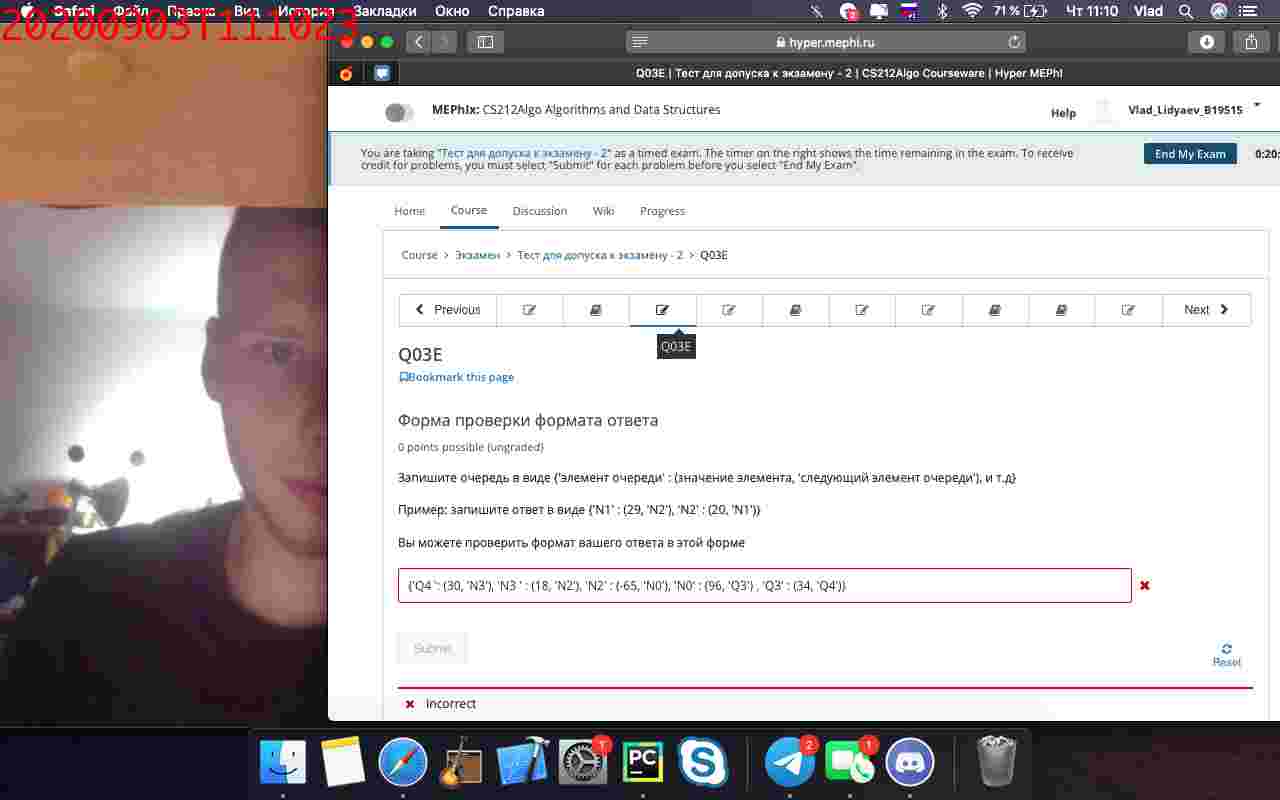 20200903T111023
Safari Файл Правка Вид История Закладки Окно Справка
71 % Чт 11:10 Vlad
hyper.mephi.ru
Q03E | Тест для допуска к экзамену - 2 | CS212Algo Courseware | Hyper MEPhI
MEPhIx: CS212Algo Algorithms and Data Structures
Help Vlad_Lidyaev_B19515
You are taking "Тест для допуска к экзамену - 2" as a timed exam. The timer on the right shows the time remaining in the exam. To receive
credit for problems, you must select "Submit" for each problem before you select "End My Exam".
End My Exam 0:20:
Home Course Discussion Wiki Progress
Course > Экзамен > Тест для допуска к экзамену - 2 > Q03E
Previous Next
Q03E
Q03E
Bookmark this page
Форма проверки формата ответа
0 points possible (ungraded)
Запишите очередь в виде {'элемент очереди' : (значение элемента, 'следующий элемент очереди'), и т.д}
Пример: запишите ответ в виде {'N1' : (29, 'N2'), 'N2' : (20, 'N1')}
Вы можете проверить формат вашего ответа в этой форме
{'Q4 ': (30, 'N3'), 'N3 ' : (18, 'N2'), 'N2' : (-65, 'N0'), 'N0' : (96, 'Q3') , 'Q3' : (34, 'Q4')}
Submit
Reset
Incorrect
1
PC
2
1